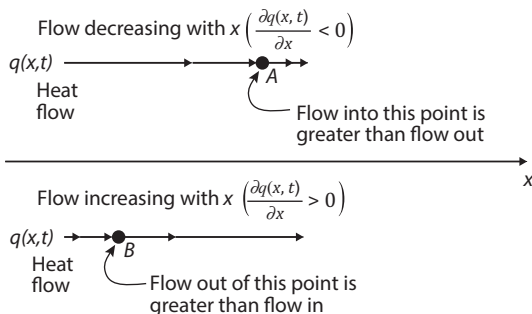 Flow decreasing with x (∂q(x, t)/∂x < 0)
q(x,t)
A
Heat
flow
Flow into this point is
greater than flow out
x
Flow increasing with x (∂q(x, t)/∂x > 0)
q(x,t)
B
Heat
flow
Flow out of this point is
greater than flow in